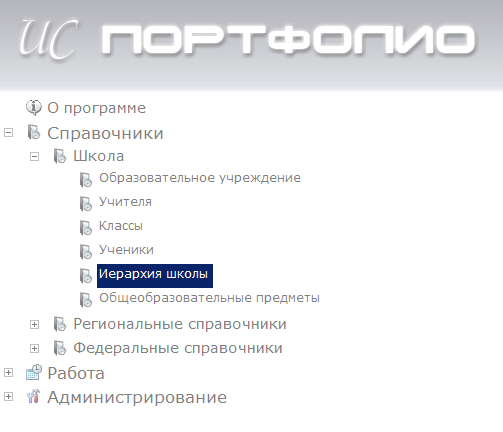 ИС ПОРТФОЛИО
О программе
Справочники
Школа
Образовательное учреждение
Учителя
Классы
Ученики
Иерархия школы
Общеобразовательные предметы
Региональные справочники
Федеральные справочники
Работа
Администрирование